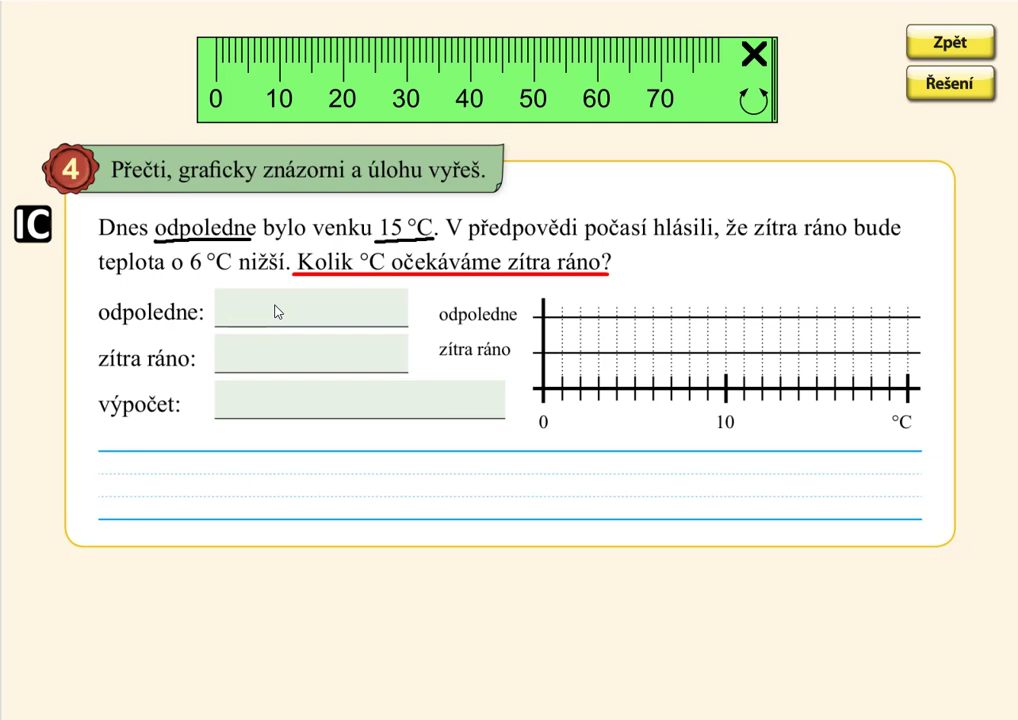 0 10 20 30 40 50 60 70
Zpět
Řešení
4 Přečti, graficky znázorni a úlohu vyřeš.
IC
Dnes odpoledne bylo venku 15 °C. V předpovědi počasí hlásili, že zítra ráno bude
teplota o 6 °C nižší. Kolik °C očekáváme zítra ráno?
odpoledne:
zítra ráno:
výpočet:
odpoledne
zítra ráno
0 10 °C